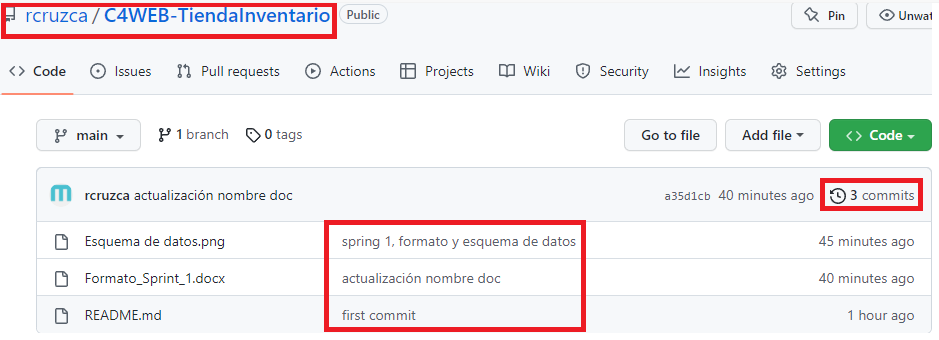 rcruzca / C4WEB-TiendaInventario Public Pin Unwat
Code Issues Pull requests Actions Projects Wiki Security Insights Settings
main 1 branch 0 tags Go to file Add file Code
rcruzca actualización nombre doc a35d1cb 40 minutes ago 3 commits
Esquema de datos.png spring 1, formato y esquema de datos 45 minutes ago
Formato_Sprint_1.docx actualización nombre doc 40 minutes ago
README.md first commit 1 hour ago